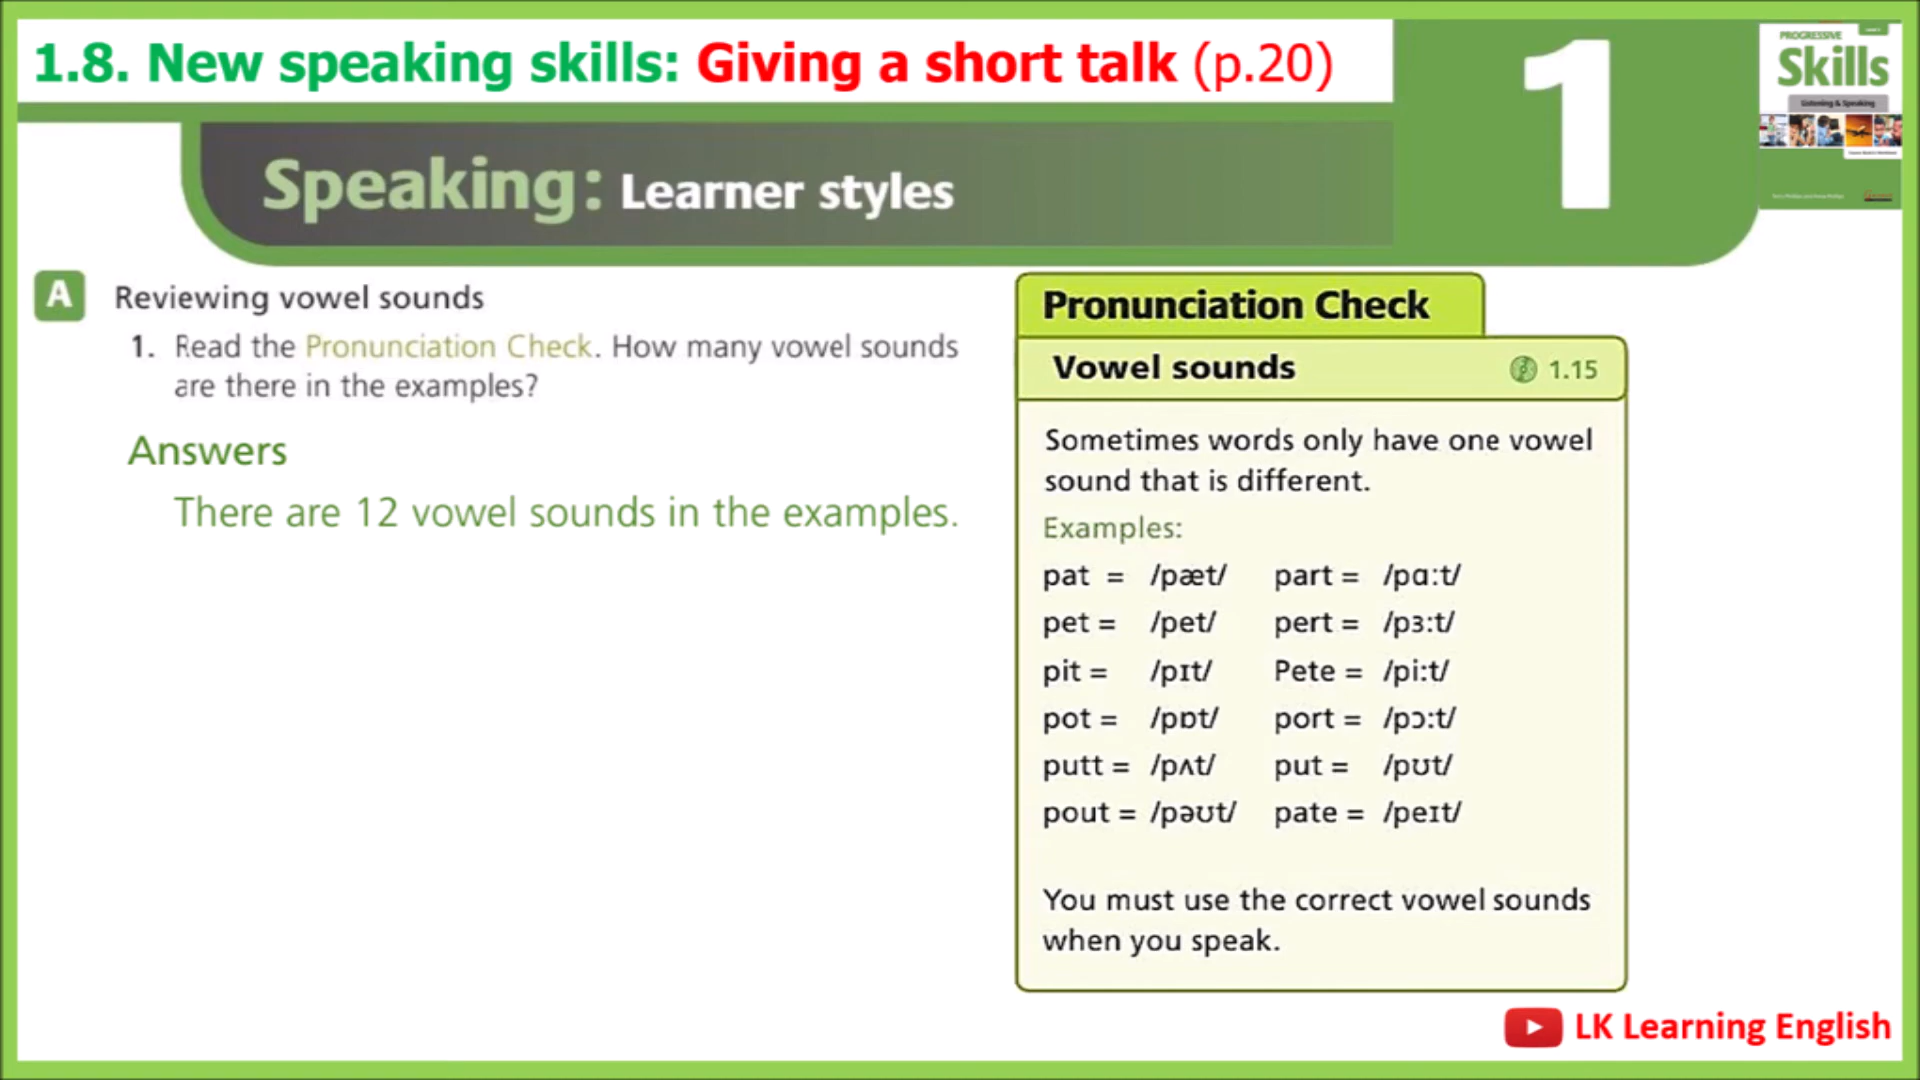 1.8. New speaking skills: Giving a short talk (p.20)
1
PROGRESSIVE
Skills
Listening & Speaking
Speaking: Learner styles
A
Reviewing vowel sounds
1. Read the Pronunciation Check. How many vowel sounds
are there in the examples?
Answers
There are 12 vowel sounds in the examples.
Pronunciation Check
Vowel sounds 1.15
Sometimes words only have one vowel
sound that is different.
Examples:
pat = /pæt/ part = /pɑːt/
pet = /pet/ pert = /pɜːt/
pit = /pɪt/ Pete = /piːt/
pot = /pɒt/ port = /pɔːt/
putt = /pʌt/ put = /pʊt/
pout = /pəʊt/ pate = /peɪt/
You must use the correct vowel sounds
when you speak.
LK Learning English